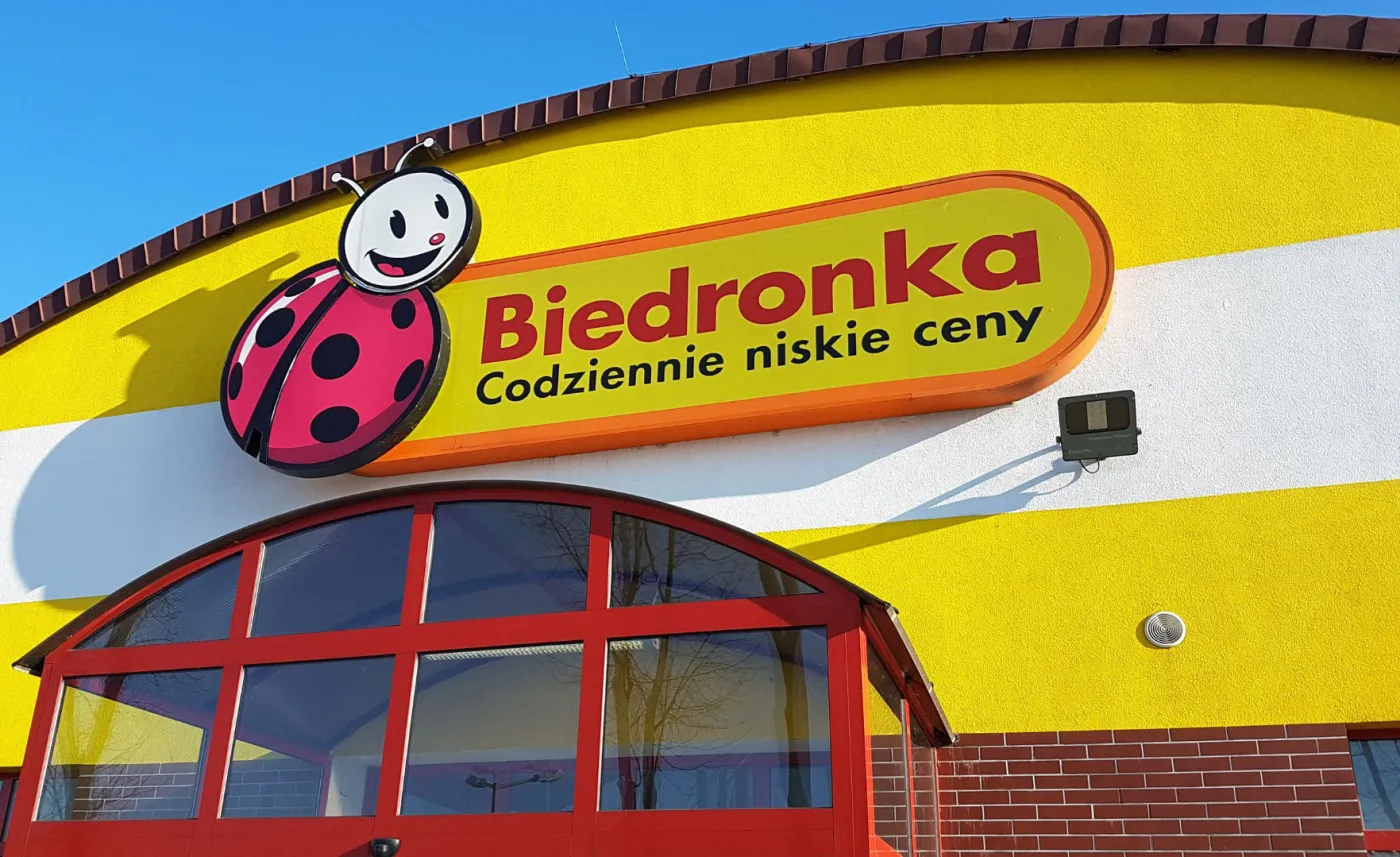 Biedronka
Codziennie niskie ceny